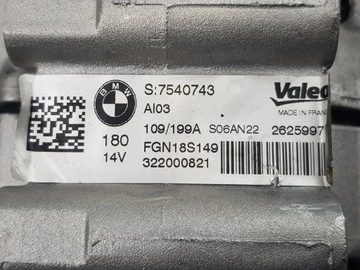 BMW
S:7540743
Valeo
AI03
MADE IN FRANCE
109/199A S06AN22 2625997
180
14V
FGN18S149
322000821